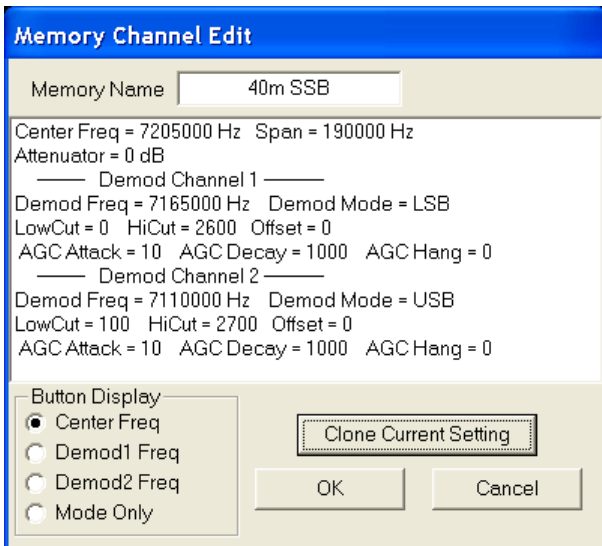 Memory Channel Edit
Memory Name 40m SSB
Center Freq = 7205000 Hz Span = 190000 Hz
Attenuator = 0 dB
—— Demod Channel 1 ——
Demod Freq = 7165000 Hz Demod Mode = LSB
LowCut = 0 HiCut = 2600 Offset = 0
AGC Attack = 10 AGC Decay = 1000 AGC Hang = 0
—— Demod Channel 2 ——
Demod Freq = 7110000 Hz Demod Mode = USB
LowCut = 100 HiCut = 2700 Offset = 0
AGC Attack = 10 AGC Decay = 1000 AGC Hang = 0
Button Display
Center Freq
Demod1 Freq
Demod2 Freq
Mode Only
Clone Current Setting
OK Cancel